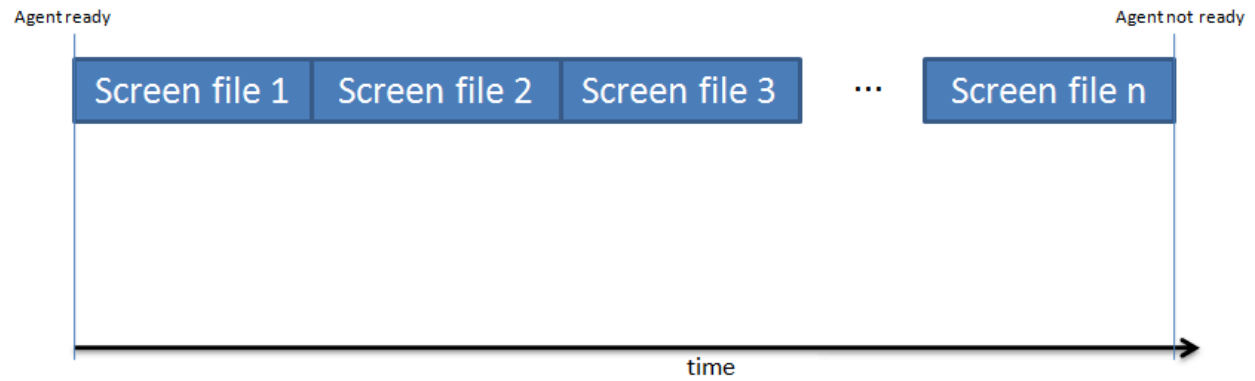 Agent ready
Agent not ready
Screen file 1
Screen file 2
Screen file 3
...
Screen file n
time